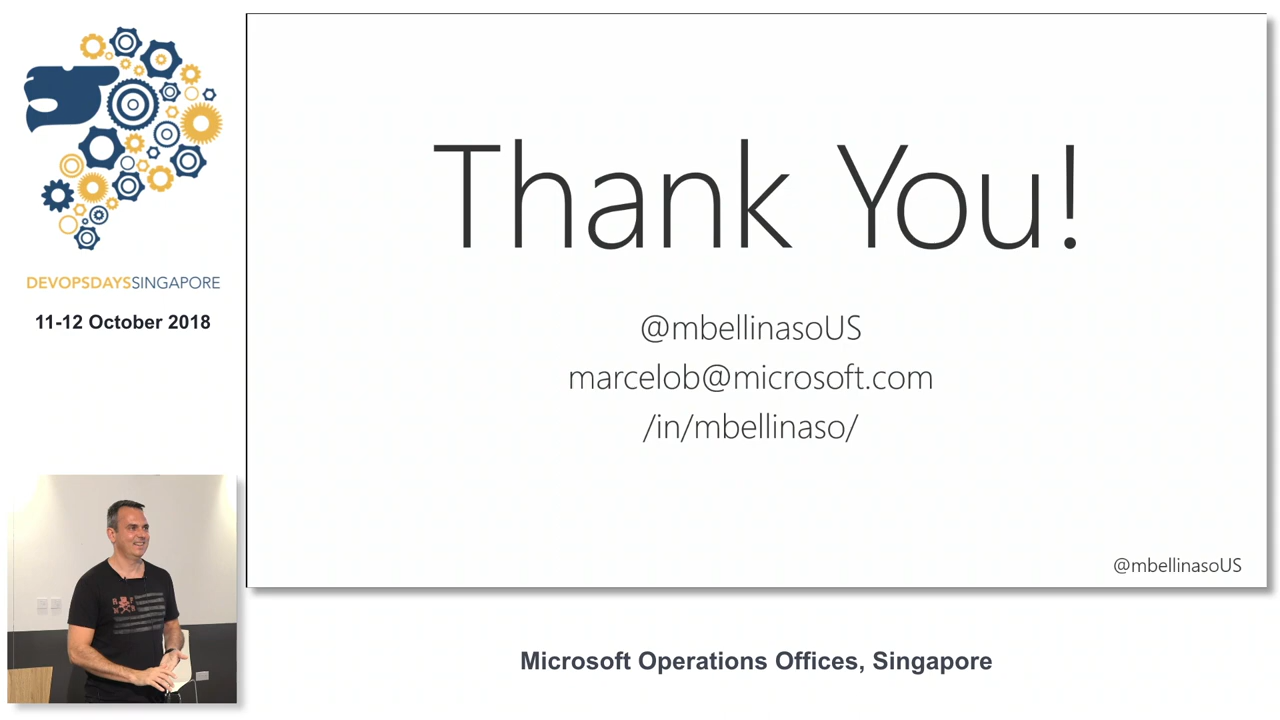 DEVOPSDAYSSINGAPORE
11-12 October 2018
Thank You!
@mbellinasoUS
marcelob@microsoft.com
/in/mbellinaso/
@mbellinasoUS
Microsoft Operations Offices, Singapore